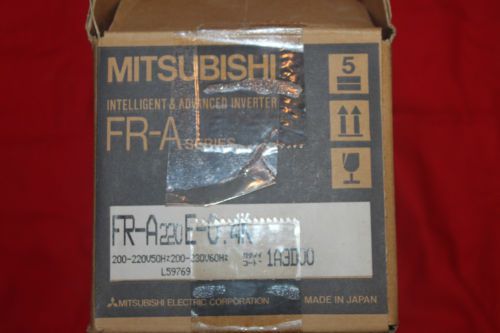 MITSUBISHI
5
INTELLIGENT & ADVANCED INVERTER
FR-A SERIES
FR-A220E-0.4K
200-220V50Hz200-230V60Hz 1A3D00
L59769
MITSUBISHI ELECTRIC CORPORATION MADE IN JAPAN